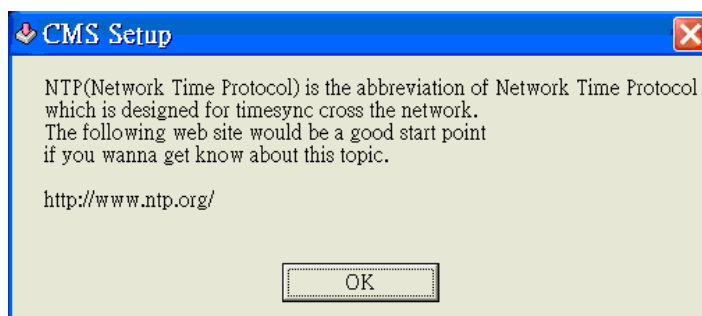 CMS Setup
NTP(Network Time Protocol) is the abbreviation of Network Time Protocol
which is designed for timesync cross the network.
The following web site would be a good start point
if you wanna get know about this topic.
http://www.ntp.org/
OK